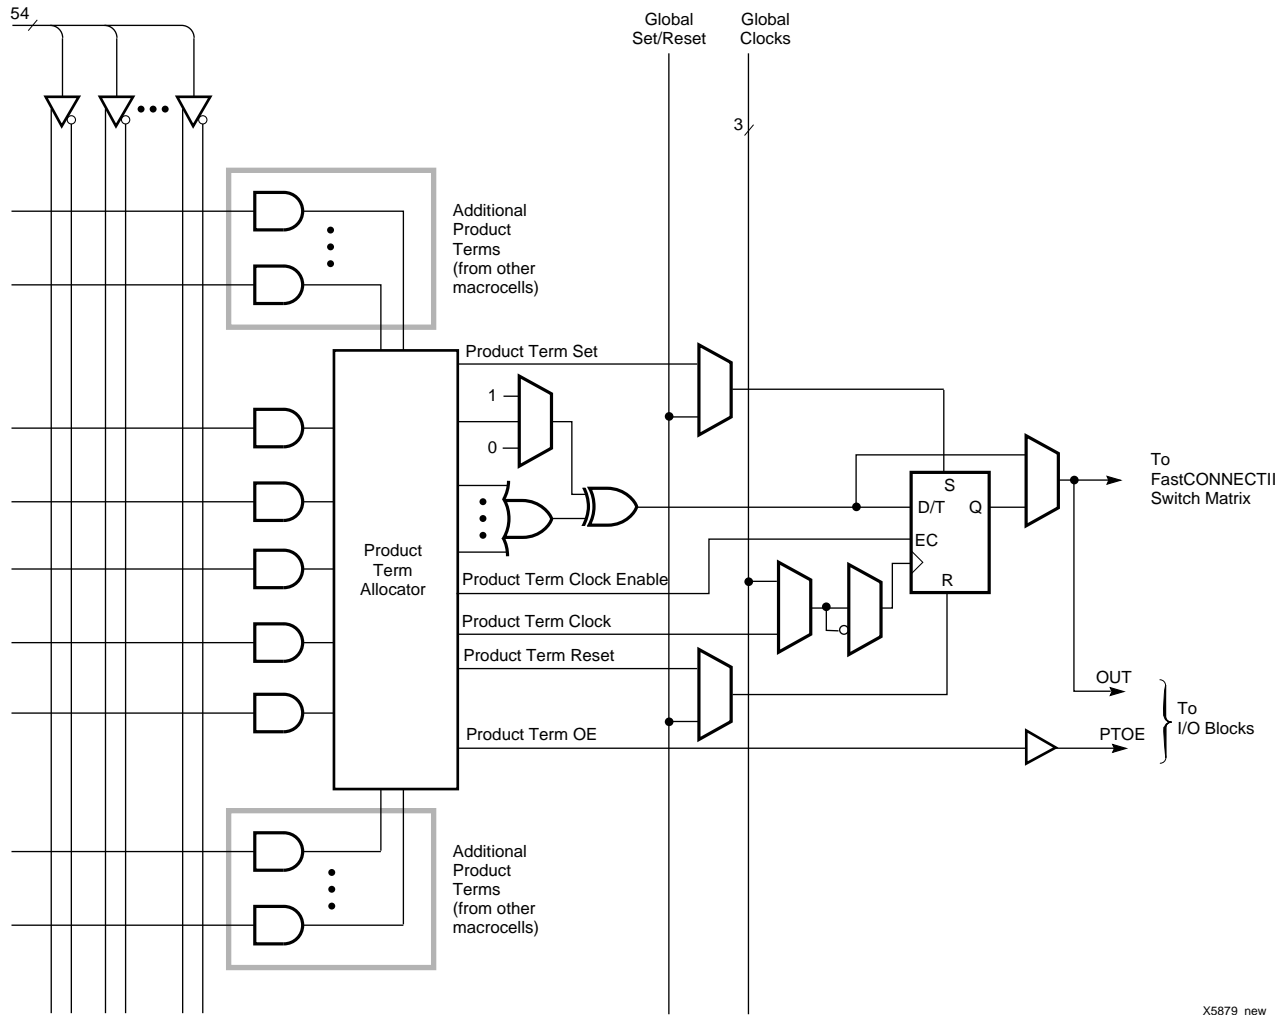 54
Global
Set/Reset
Global
Clocks
3
Additional
Product
Terms
(from other
macrocells)
Product Term Set
1
0
Product
Term
Allocator
S
D/T
Q
EC
R
To
FastCONNECTII
Switch Matrix
Product Term Clock Enable
Product Term Clock
Product Term Reset
Product Term OE
OUT
PTOE
To
I/O Blocks
Additional
Product
Terms
(from other
macrocells)
X5879_new